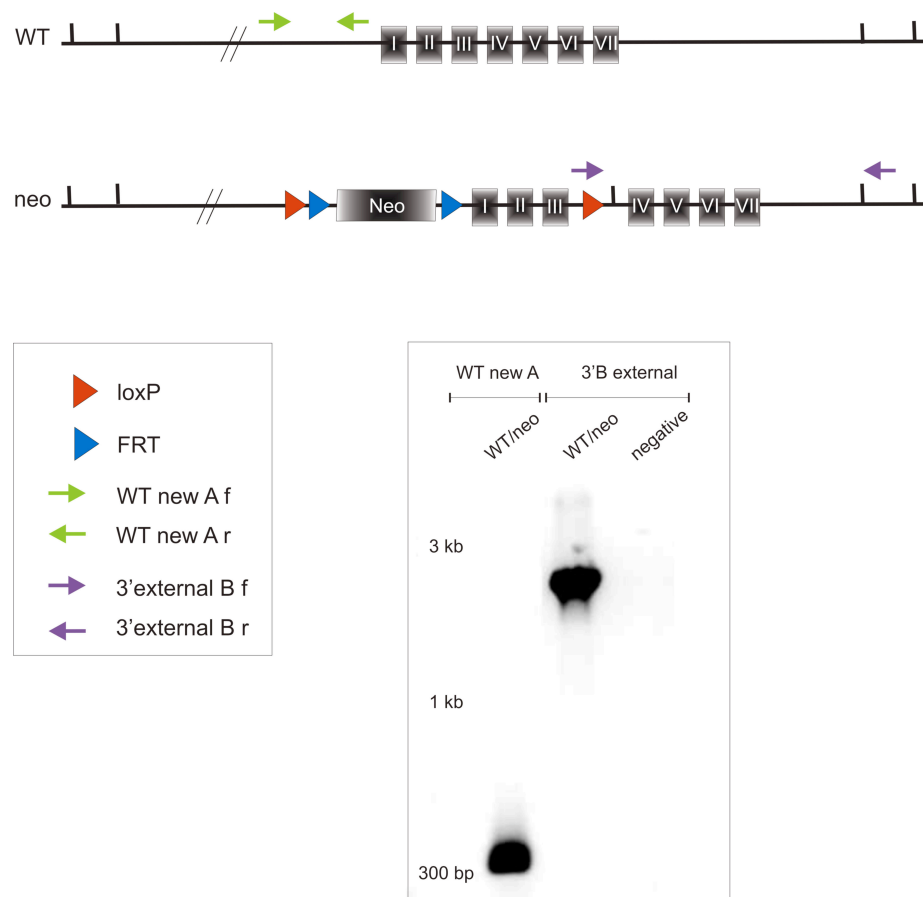 WT
I II III IV V VI VII
neo
Neo
I II III IV V VI VII
loxP
FRT
WT new A f
WT new A r
3'external B f
3'external B r
WT new A 3'B external
WT/neo WT/neo negative
3 kb
1 kb
300 bp